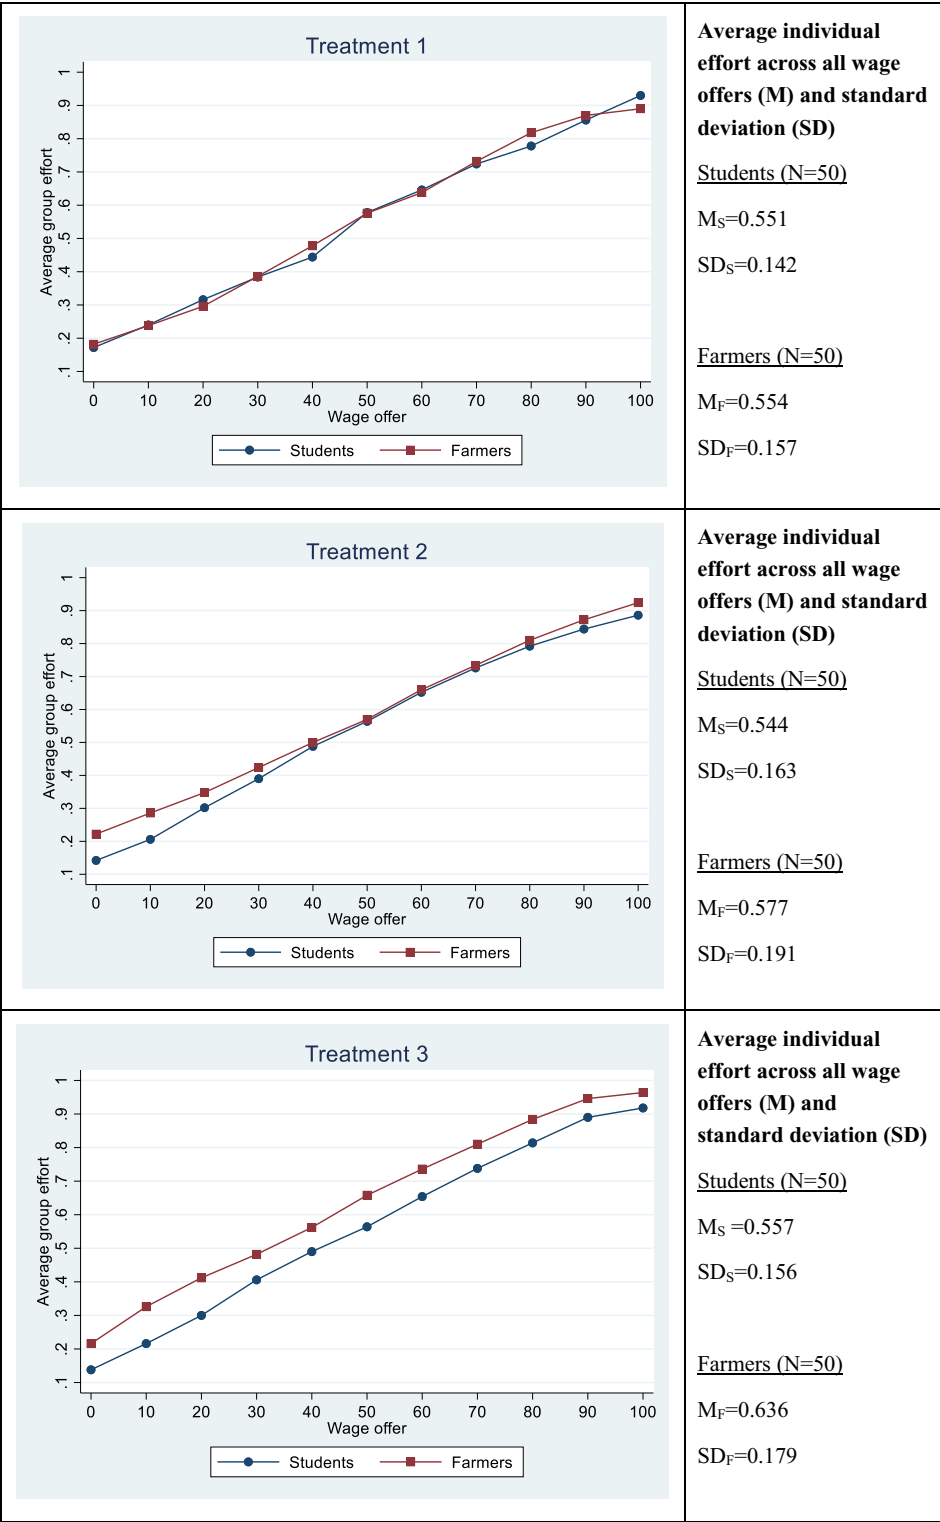 Treatment 1
Average group effort
1
.9
.8
.7
.6
.5
.4
.3
.2
.1
0 10 20 30 40 50 60 70 80 90 100
Wage offer
Students Farmers
Average individual
effort across all wage
offers (M) and standard
deviation (SD)
Students (N=50)
MS=0.551
SDS=0.142
Farmers (N=50)
MF=0.554
SDF=0.157
Treatment 2
Average group effort
1
.9
.8
.7
.6
.5
.4
.3
.2
.1
0 10 20 30 40 50 60 70 80 90 100
Wage offer
Students Farmers
Average individual
effort across all wage
offers (M) and standard
deviation (SD)
Students (N=50)
MS=0.544
SDS=0.163
Farmers (N=50)
MF=0.577
SDF=0.191
Treatment 3
Average group effort
1
.9
.8
.7
.6
.5
.4
.3
.2
.1
0 10 20 30 40 50 60 70 80 90 100
Wage offer
Students Farmers
Average individual
effort across all wage
offers (M) and
standard deviation (SD)
Students (N=50)
MS =0.557
SDS=0.156
Farmers (N=50)
MF=0.636
SDF=0.179